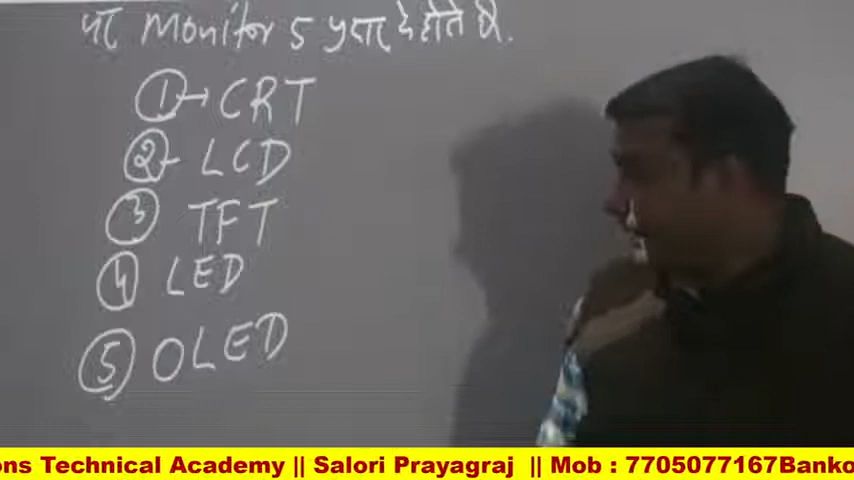 Monitor 5 प्रकार के होते है.
① → CRT
② - LCD
③ TFT
④ LED
⑤ OLED
ons Technical Academy || Salori Prayagraj || Mob : 7705077167Banko